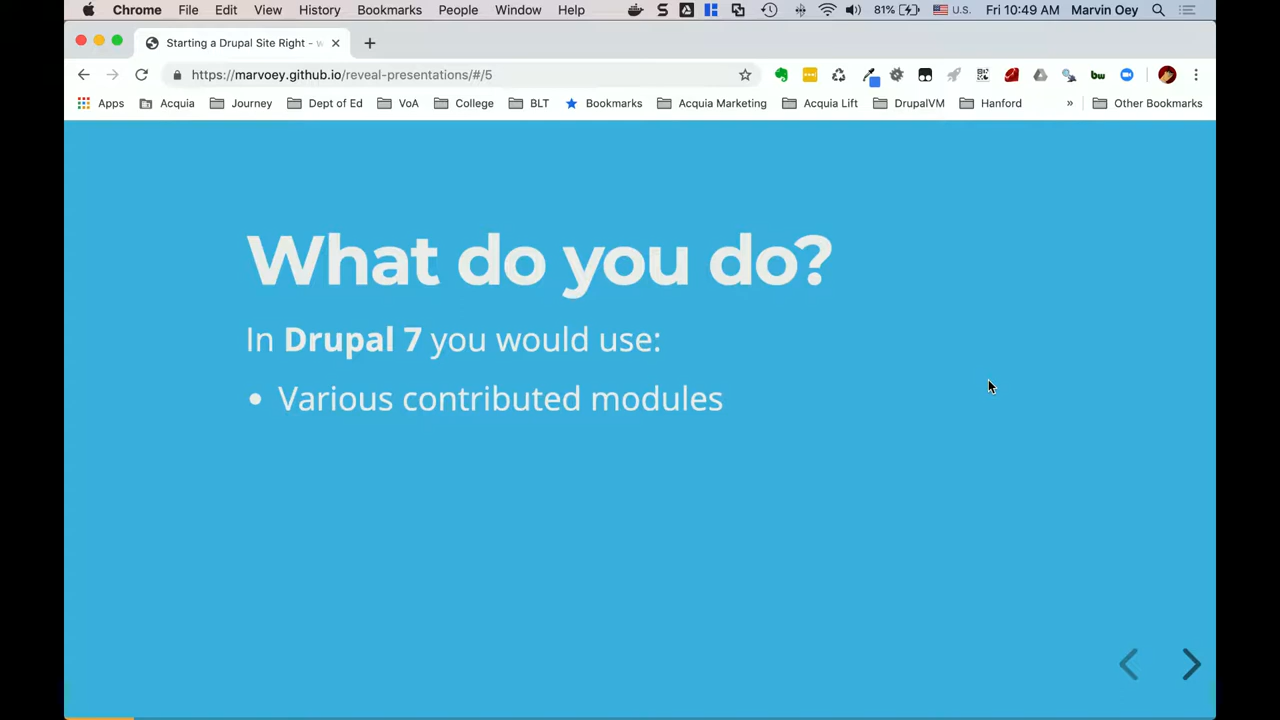 Chrome File Edit View History Bookmarks People Window Help 81% U.S. Fri 10:49 AM Marvin Oey
Starting a Drupal Site Right - w
https://marvoey.github.io/reveal-presentations/#/5
bw
Apps Acquia Journey Dept of Ed VoA College BLT Bookmarks Acquia Marketing Acquia Lift DrupalVM Hanford » Other Bookmarks
What do you do?
In Drupal 7 you would use:
• Various contributed modules